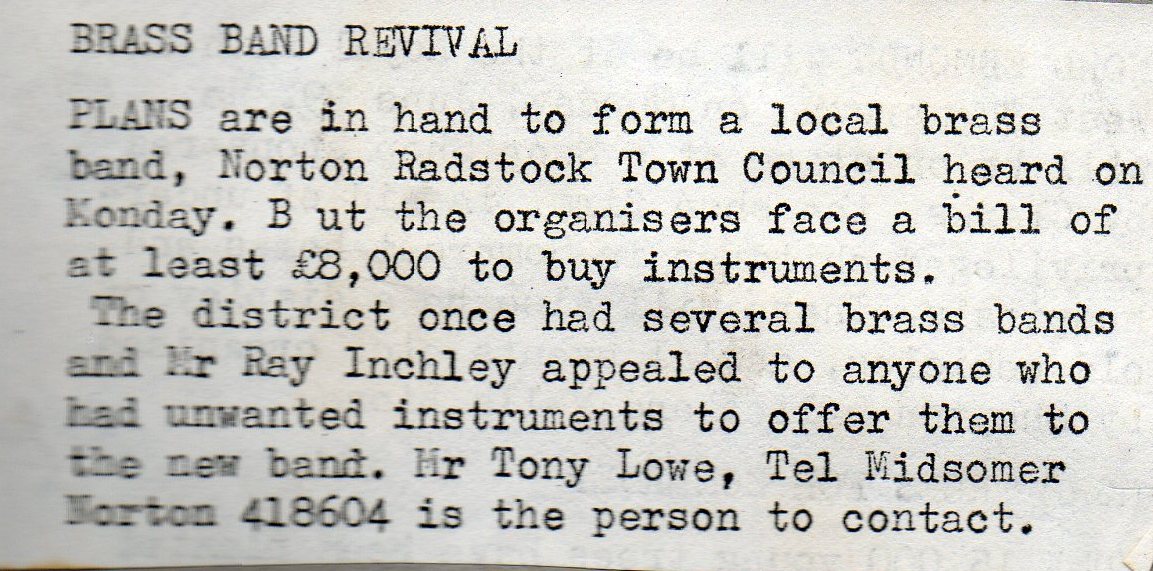 BRASS BAND REVIVAL
PLANS are in hand to form a local brass
band, Norton Radstock Town Council heard on
Monday. B ut the organisers face a bill of
at least £8,000 to buy instruments.
The district once had several brass bands
and Mr Ray Inchley appealed to anyone who
had unwanted instruments to offer them to
the new band. Mr Tony Lowe, Tel Midsomer
Norton 418604 is the person to contact.